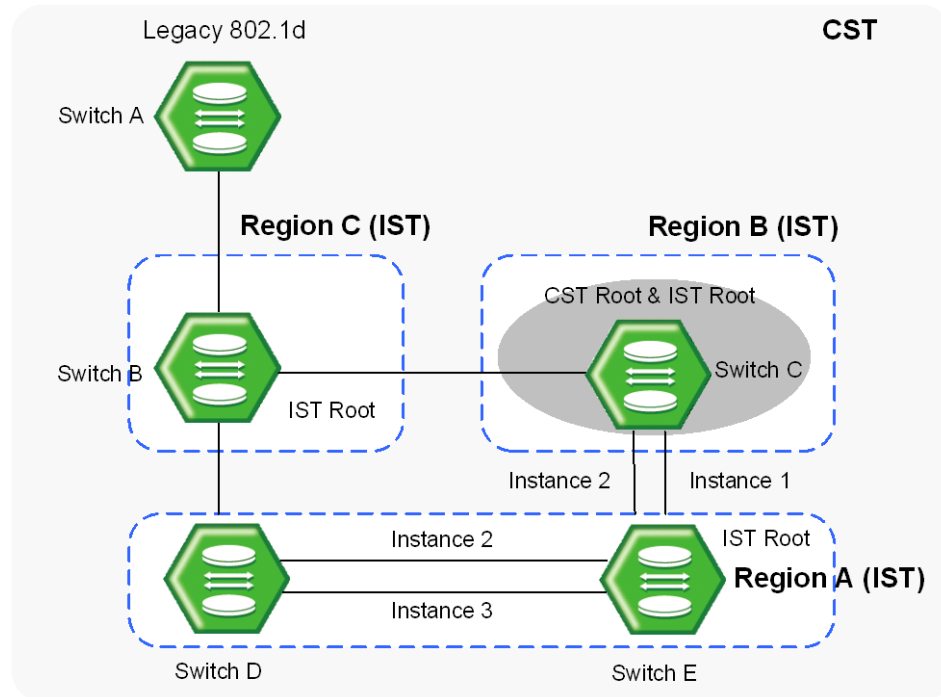 Legacy 802.1d
CST
Switch A
Region C (IST)
Region B (IST)
CST Root & IST Root
Switch B
Switch C
IST Root
Instance 2
Instance 1
Instance 2
IST Root
Region A (IST)
Instance 3
Switch D
Switch E